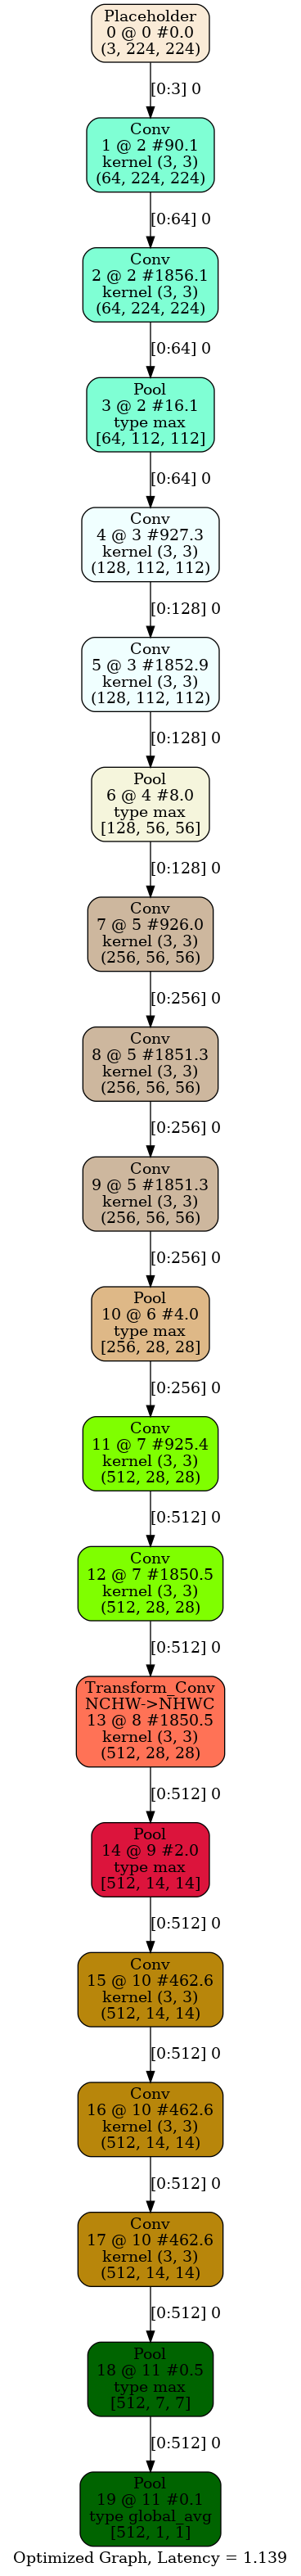 Placeholder
0 @ 0 #0.0
(3, 224, 224)
[0:3] 0
Conv
1 @ 2 #90.1
kernel (3, 3)
(64, 224, 224)
[0:64] 0
Conv
2 @ 2 #1856.1
kernel (3, 3)
(64, 224, 224)
[0:64] 0
Pool
3 @ 2 #16.1
type max
[64, 112, 112]
[0:64] 0
Conv
4 @ 3 #927.3
kernel (3, 3)
(128, 112, 112)
[0:128] 0
Conv
5 @ 3 #1852.9
kernel (3, 3)
(128, 112, 112)
[0:128] 0
Pool
6 @ 4 #8.0
type max
[128, 56, 56]
[0:128] 0
Conv
7 @ 5 #926.0
kernel (3, 3)
(256, 56, 56)
[0:256] 0
Conv
8 @ 5 #1851.3
kernel (3, 3)
(256, 56, 56)
[0:256] 0
Conv
9 @ 5 #1851.3
kernel (3, 3)
(256, 56, 56)
[0:256] 0
Pool
10 @ 6 #4.0
type max
[256, 28, 28]
[0:256] 0
Conv
11 @ 7 #925.4
kernel (3, 3)
(512, 28, 28)
[0:512] 0
Conv
12 @ 7 #1850.5
kernel (3, 3)
(512, 28, 28)
[0:512] 0
Transform_Conv
NCHW->NHWC
13 @ 8 #1850.5
kernel (3, 3)
(512, 28, 28)
[0:512] 0
Pool
14 @ 9 #2.0
type max
[512, 14, 14]
[0:512] 0
Conv
15 @ 10 #462.6
kernel (3, 3)
(512, 14, 14)
[0:512] 0
Conv
16 @ 10 #462.6
kernel (3, 3)
(512, 14, 14)
[0:512] 0
Conv
17 @ 10 #462.6
kernel (3, 3)
(512, 14, 14)
[0:512] 0
Pool
18 @ 11 #0.5
type max
[512, 7, 7]
[0:512] 0
Pool
19 @ 11 #0.1
type global_avg
[512, 1, 1]
Optimized Graph, Latency = 1.139